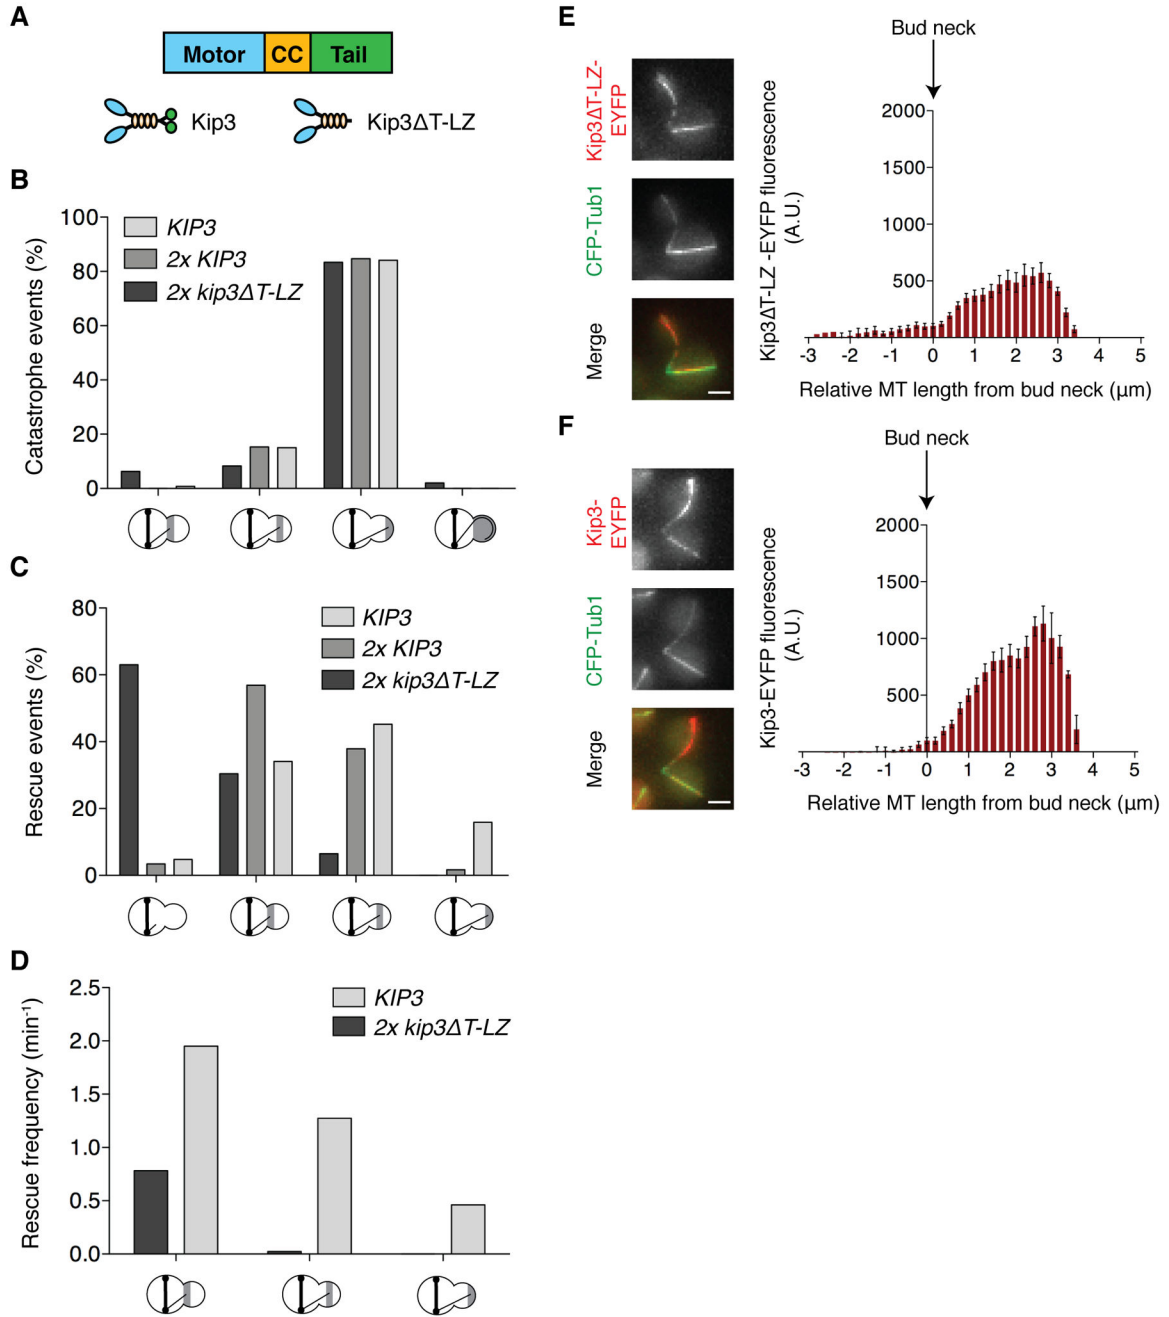 A
Motor CC Tail
Kip3
Kip3ΔT-LZ
B
Catastrophe events (%)
100
80
60
40
20
0
KIP3
2x KIP3
2x kip3ΔT-LZ
C
Rescue events (%)
80
60
40
20
0
KIP3
2x KIP3
2x kip3ΔT-LZ
D
Rescue frequency (min-1)
2.5
2.0
1.5
1.0
0.5
0.0
KIP3
2x kip3ΔT-LZ
E
Kip3ΔT-LZ-
EYFP
CFP-Tub1
Merge
Bud neck
Kip3ΔT-LZ -EYFP fluorescence
(A.U.)
2000
1500
1000
500
-3 -2 -1 0 1 2 3 4 5
Relative MT length from bud neck (µm)
F
Kip3-
EYFP
CFP-Tub1
Merge
Bud neck
Kip3-EYFP fluorescence
(A.U.)
2000
1500
1000
500
-3 -2 -1 0 1 2 3 4 5
Relative MT length from bud neck (µm)